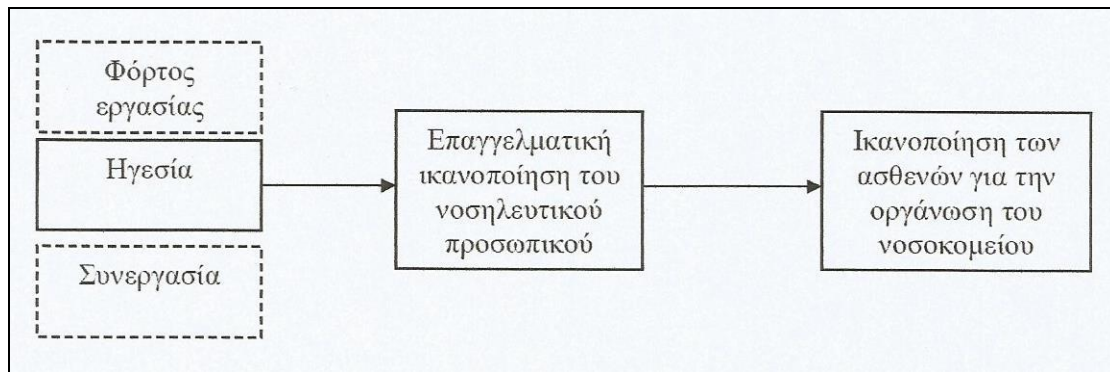 Φόρτος
εργασίας
Ηγεσία
Συνεργασία
Επαγγελματική
ικανοποίηση του
νοσηλευτικού
προσωπικού
Ικανοποίηση των
ασθενών για την
οργάνωση του
νοσοκομείου